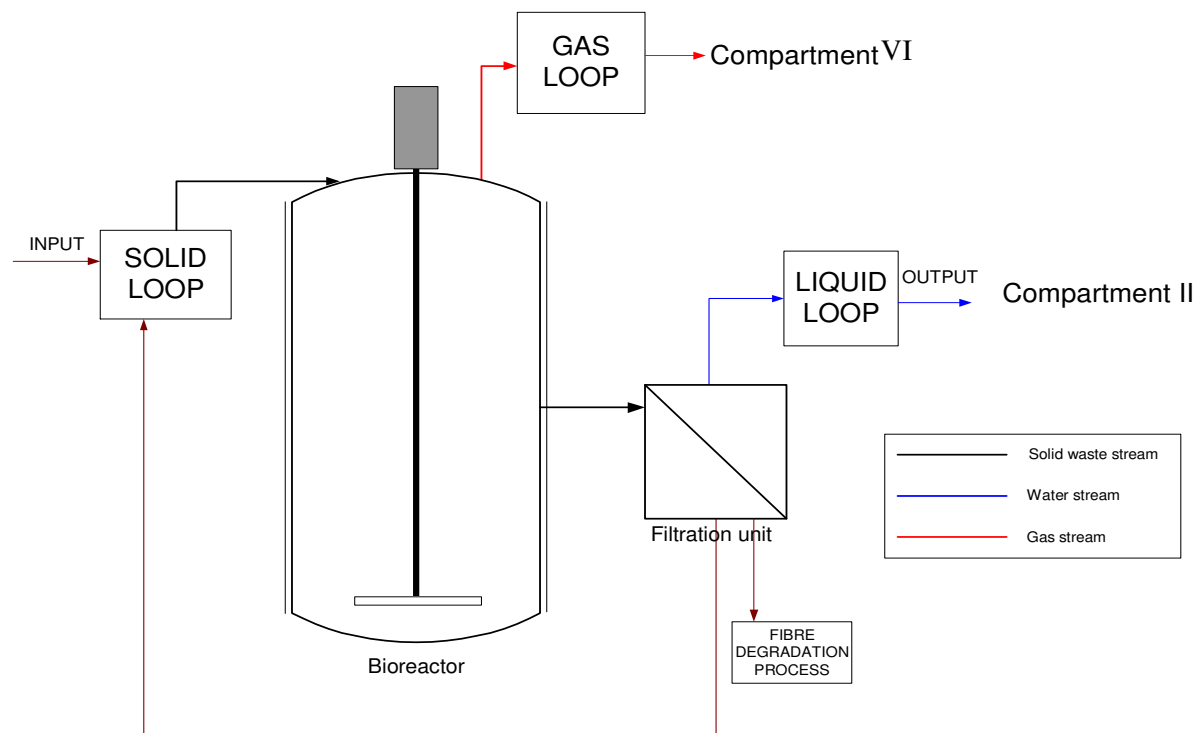 GAS
LOOP
Compartment VI
INPUT
SOLID
LOOP
LIQUID
LOOP
OUTPUT
Compartment II
Solid waste stream
Water stream
Gas stream
Filtration unit
FIBRE
DEGRADATION
PROCESS
Bioreactor